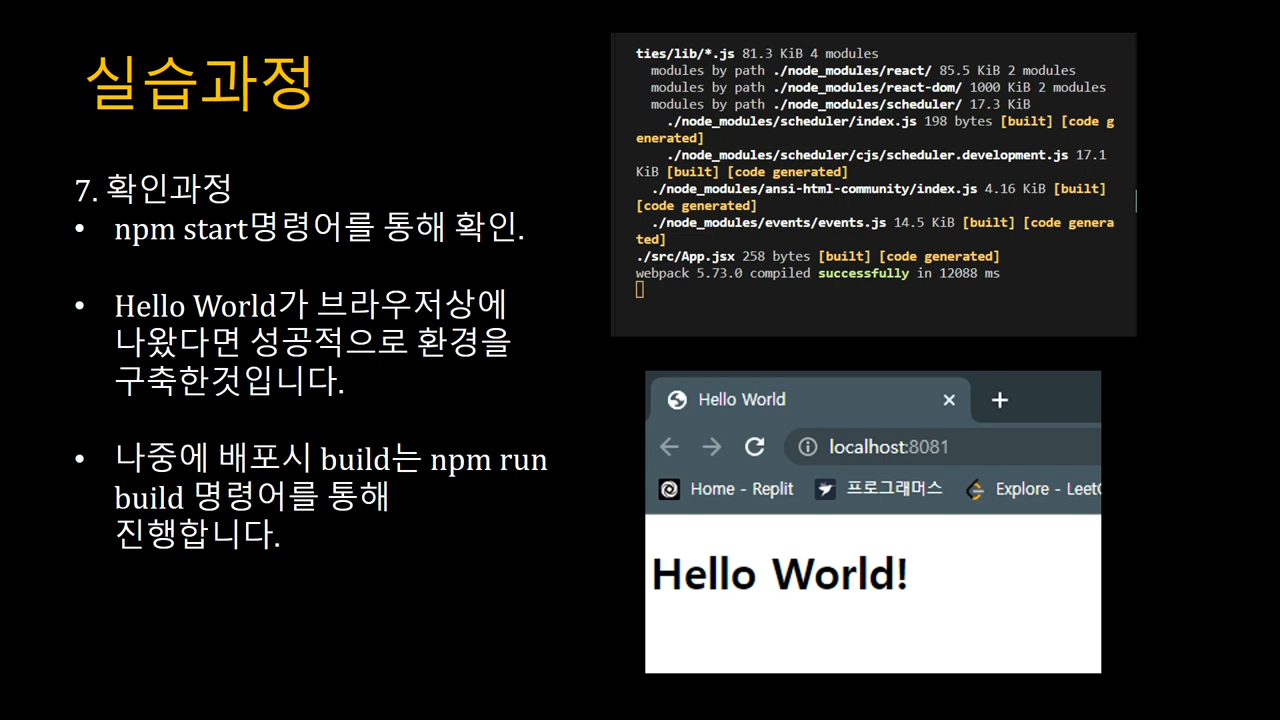 실습과정
7. 확인과정
• npm start명령어를 통해 확인.
• Hello World가 브라우저상에
나왔다면 성공적으로 환경을
구축한것입니다.
• 나중에 배포시 build는 npm run
build 명령어를 통해
진행합니다.
ties/lib/*.js 81.3 KiB 4 modules
modules by path ./node_modules/react/ 85.5 KiB 2 modules
modules by path ./node_modules/react-dom/ 1000 KiB 2 modules
modules by path ./node_modules/scheduler/ 17.3 KiB
./node_modules/scheduler/index.js 198 bytes [built] [code g
enerated]
./node_modules/scheduler/cjs/scheduler.development.js 17.1
KiB [built] [code generated]
./node_modules/ansi-html-community/index.js 4.16 KiB [built]
[code generated]
./node_modules/events/events.js 14.5 KiB [built] [code genera
ted]
./src/App.jsx 258 bytes [built] [code generated]
webpack 5.73.0 compiled successfully in 12088 ms
Hello World
localhost:8081
Home - Replit 프로그래머스 Explore - LeetC
Hello World!